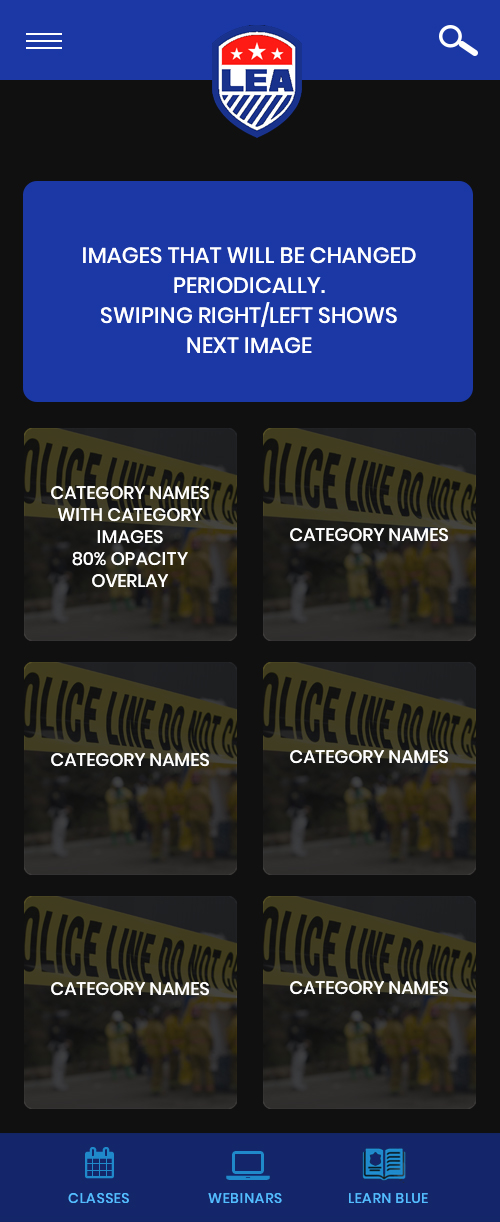 LEA
IMAGES THAT WILL BE CHANGED
PERIODICALLY.
SWIPING RIGHT/LEFT SHOWS
NEXT IMAGE
OLICE LINE DO NOT C
CATEGORY NAMES
WITH CATEGORY
IMAGES
80% OPACITY
OVERLAY
OLICE LINE DO NOT C
CATEGORY NAMES
OLICE LINE DO NOT C
CATEGORY NAMES
OLICE LINE DO NOT C
CATEGORY NAMES
OLICE LINE DO NOT C
CATEGORY NAMES
OLICE LINE DO NOT C
CATEGORY NAMES
CLASSES
WEBINARS
LEARN BLUE